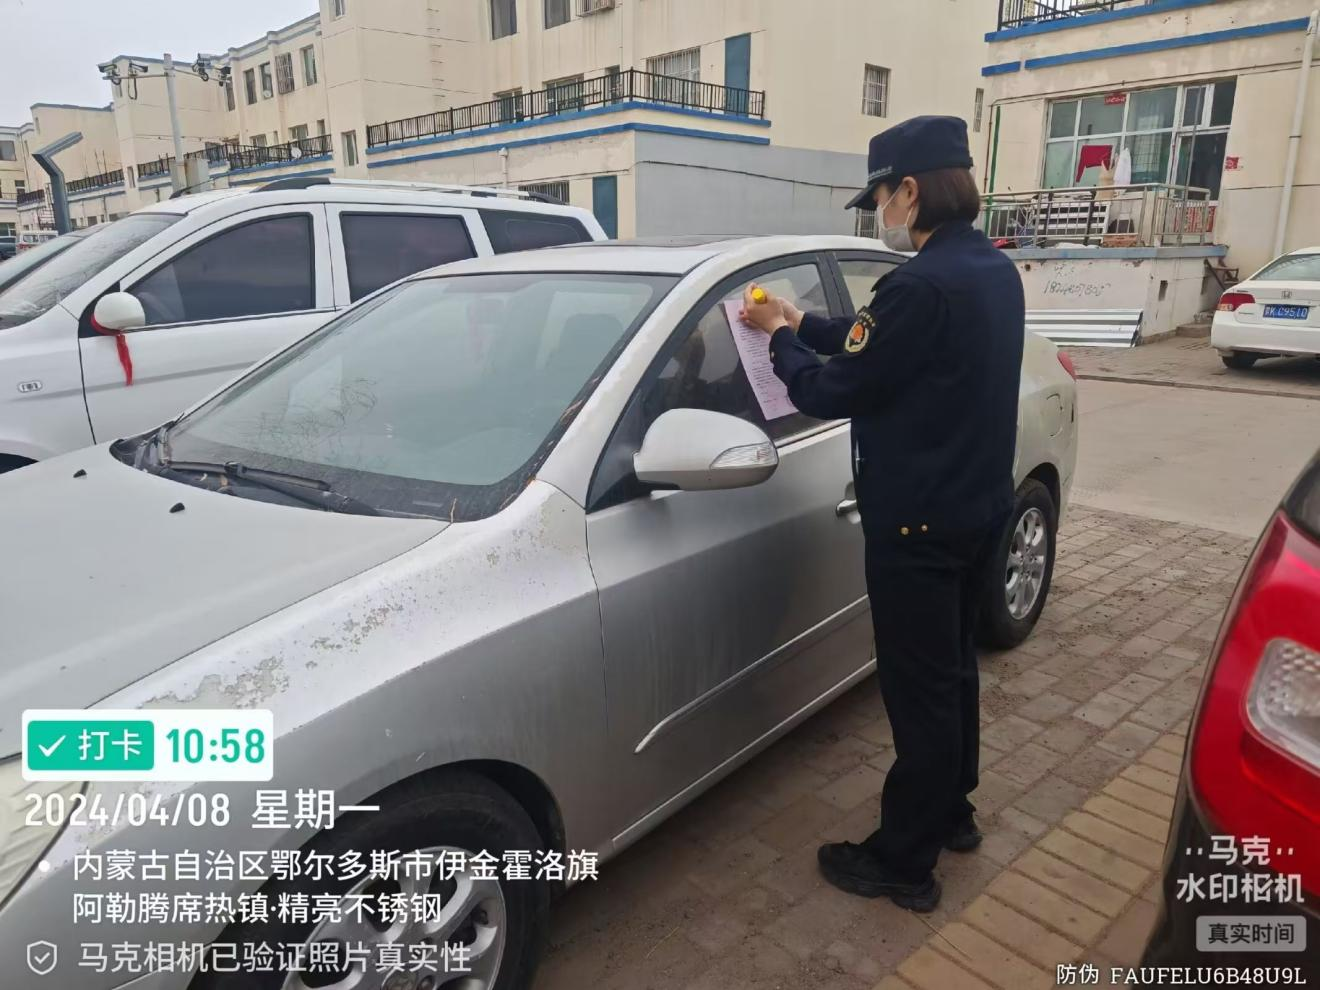 打卡 10:58
2024/04/08 星期一
内蒙古自治区鄂尔多斯市伊金霍洛旗
阿勒腾席热镇·精亮不锈钢
马克相机已验证照片真实性
马克
水印相机
真实时间
防伪 FAUFELU6B48U9L